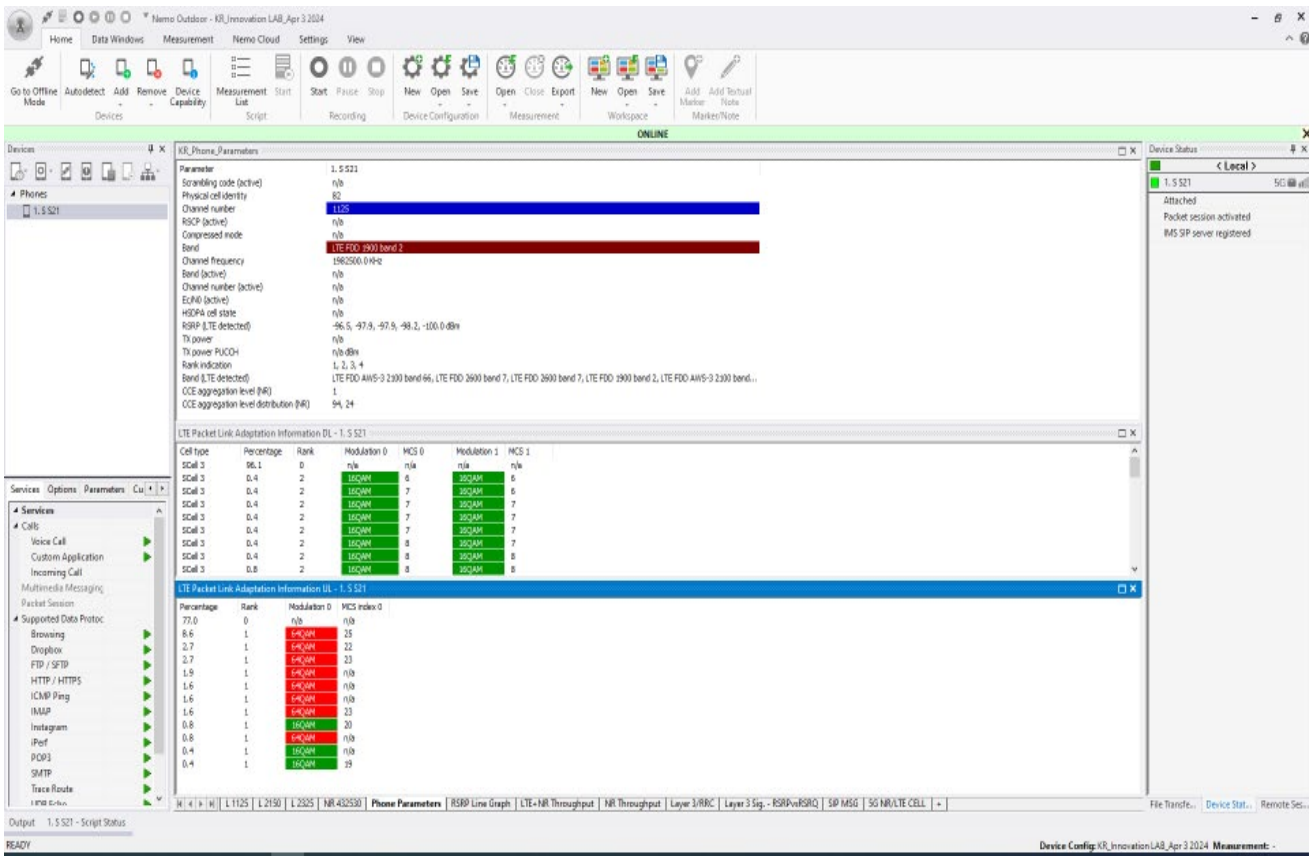 Nemo Outdoor - KR_Innovation LAB_Apr 3 2024
Home Data Windows Measurement Nemo Cloud Settings View
Go to Offline Mode Autodetect Add Remove Device Capability Measurement List Start Start Pause Stop New Open Save Open Close Export New Open Save Add Marker Add Textual Note
Devices Script Recording Device Configuration Measurement Workspace Marker/Note
ONLINE
Devices
Phones
1. S S21
KR_Phone_Parameters
Parameter 1. S S21
Scrambling code (active) n/a
Physical cell identity 82
Channel number 1125
RSCP (active) n/a
Compressed mode n/a
Band LTE FDD 1900 band 2
Channel frequency 1982500.0 KHz
Band (active) n/a
Channel number (active) n/a
Ec/N0 (active) n/a
HSDPA cell state n/a
RSRP (LTE detected) -96.5, -97.9, -97.9, -98.2, -100.0 dBm
TX power n/a
TX power PUCCH n/a dBm
Rank indication 1, 2, 3, 4
Band (LTE detected) LTE FDD AWS-3 2100 band 66, LTE FDD 2600 band 7, LTE FDD 2600 band 7, LTE FDD 1900 band 2, LTE FDD AWS-3 2100 band...
CCE aggregation level (NR) 1
CCE aggregation level distribution (NR) 94, 24
LTE Packet Link Adaptation Information DL - 1. S S21
Cell type Percentage Rank Modulation 0 MCS 0 Modulation 1 MCS 1
SCell 3 96.1 0 n/a n/a n/a n/a
SCell 3 0.4 2 16QAM 6 16QAM 6
SCell 3 0.4 2 16QAM 7 16QAM 6
SCell 3 0.4 2 16QAM 7 16QAM 7
SCell 3 0.4 2 16QAM 7 16QAM 7
SCell 3 0.4 2 16QAM 7 16QAM 7
SCell 3 0.4 2 16QAM 8 16QAM 7
SCell 3 0.4 2 16QAM 8 16QAM 8
SCell 3 0.8 2 16QAM 8 16QAM 8
LTE Packet Link Adaptation Information UL - 1. S S21
Percentage Rank Modulation 0 MCS index 0
77.0 0 n/a n/a
8.6 1 64QAM 25
2.7 1 64QAM 22
2.7 1 64QAM 23
1.9 1 64QAM n/a
1.6 1 64QAM n/a
1.6 1 64QAM n/a
1.6 1 64QAM 23
0.8 1 16QAM 20
0.8 1 64QAM n/a
0.4 1 16QAM n/a
0.4 1 16QAM 19
L 1125 L 2150 L 2325 NR 432530 Phone Parameters RSRP Line Graph LTE+NR Throughput NR Throughput Layer 3/RRC Layer 3 Sig. - RSRPvsRSRQ SIP MSG 5G NR/LTE CELL +
Services Options Parameters Cu
Services
Calls
Voice Call
Custom Application
Incoming Call
Multimedia Messaging
Packet Session
Supported Data Protoc
Browsing
Dropbox
FTP / SFTP
HTTP / HTTPS
ICMP Ping
IMAP
Instagram
iPerf
POP3
SMTP
Trace Route
UDP Echo
Device Status
< Local >
1. S S21 5G
Attached
Packet session activated
IMS SIP server registered
File Transfe... Device Stat... Remote Ses...
Output 1. S S21 - Script Status
READY
Device Config: KR_Innovation LAB_Apr 3 2024 Measurement: -